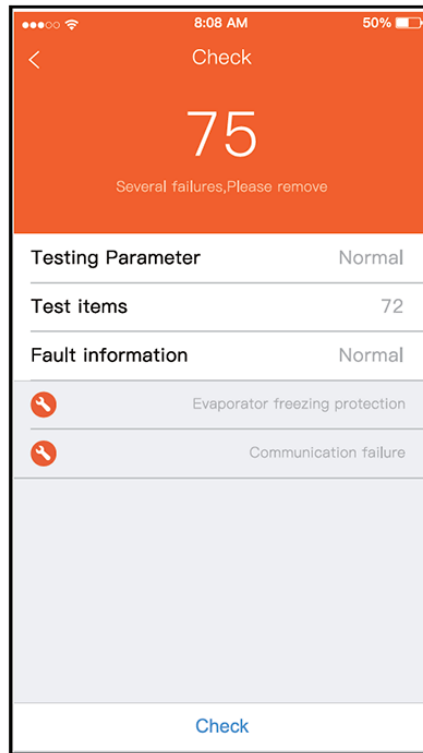 8:08 AM
50%
Check
75
Several failures,Please remove
Testing Parameter Normal
Test items 72
Fault information Normal
Evaporator freezing protection
Communication failure
Check